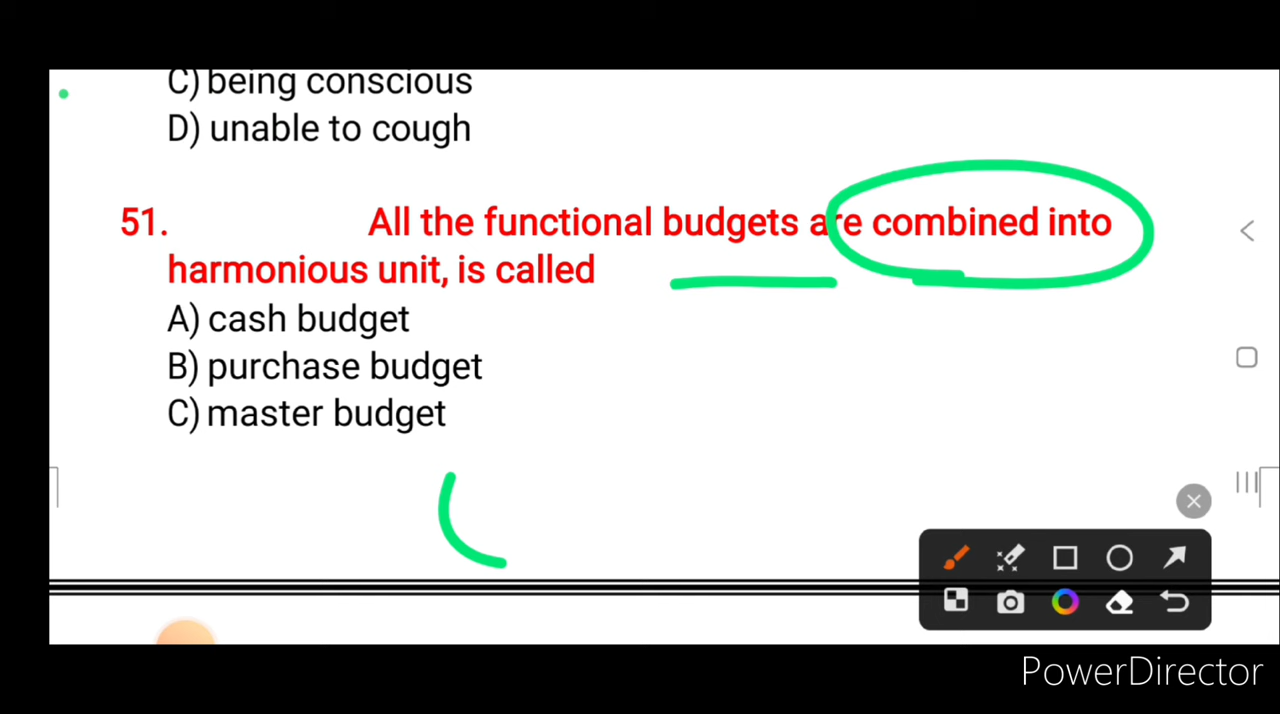 C) being conscious
D) unable to cough
51. All the functional budgets are combined into
harmonious unit, is called
A) cash budget
B) purchase budget
C) master budget
PowerDirector